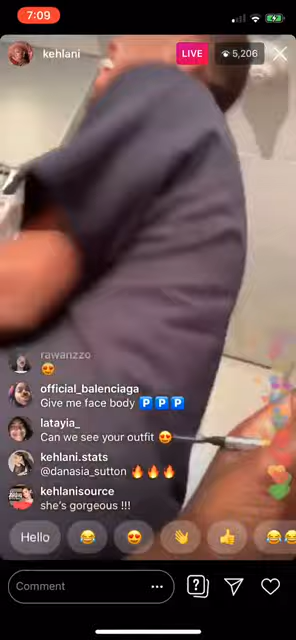 7:09
kehlani
LIVE
5,206
rawanzzo
😍
official_balenciaga
Give me face body 🅿️🅿️🅿️
latayia_
Can we see your outfit 😍
kehlani.stats
@danasia_sutton 🔥🔥🔥
kehlanisource
she's gorgeous !!!
Hello 😂 😍 👋 👍 😂😂
Comment